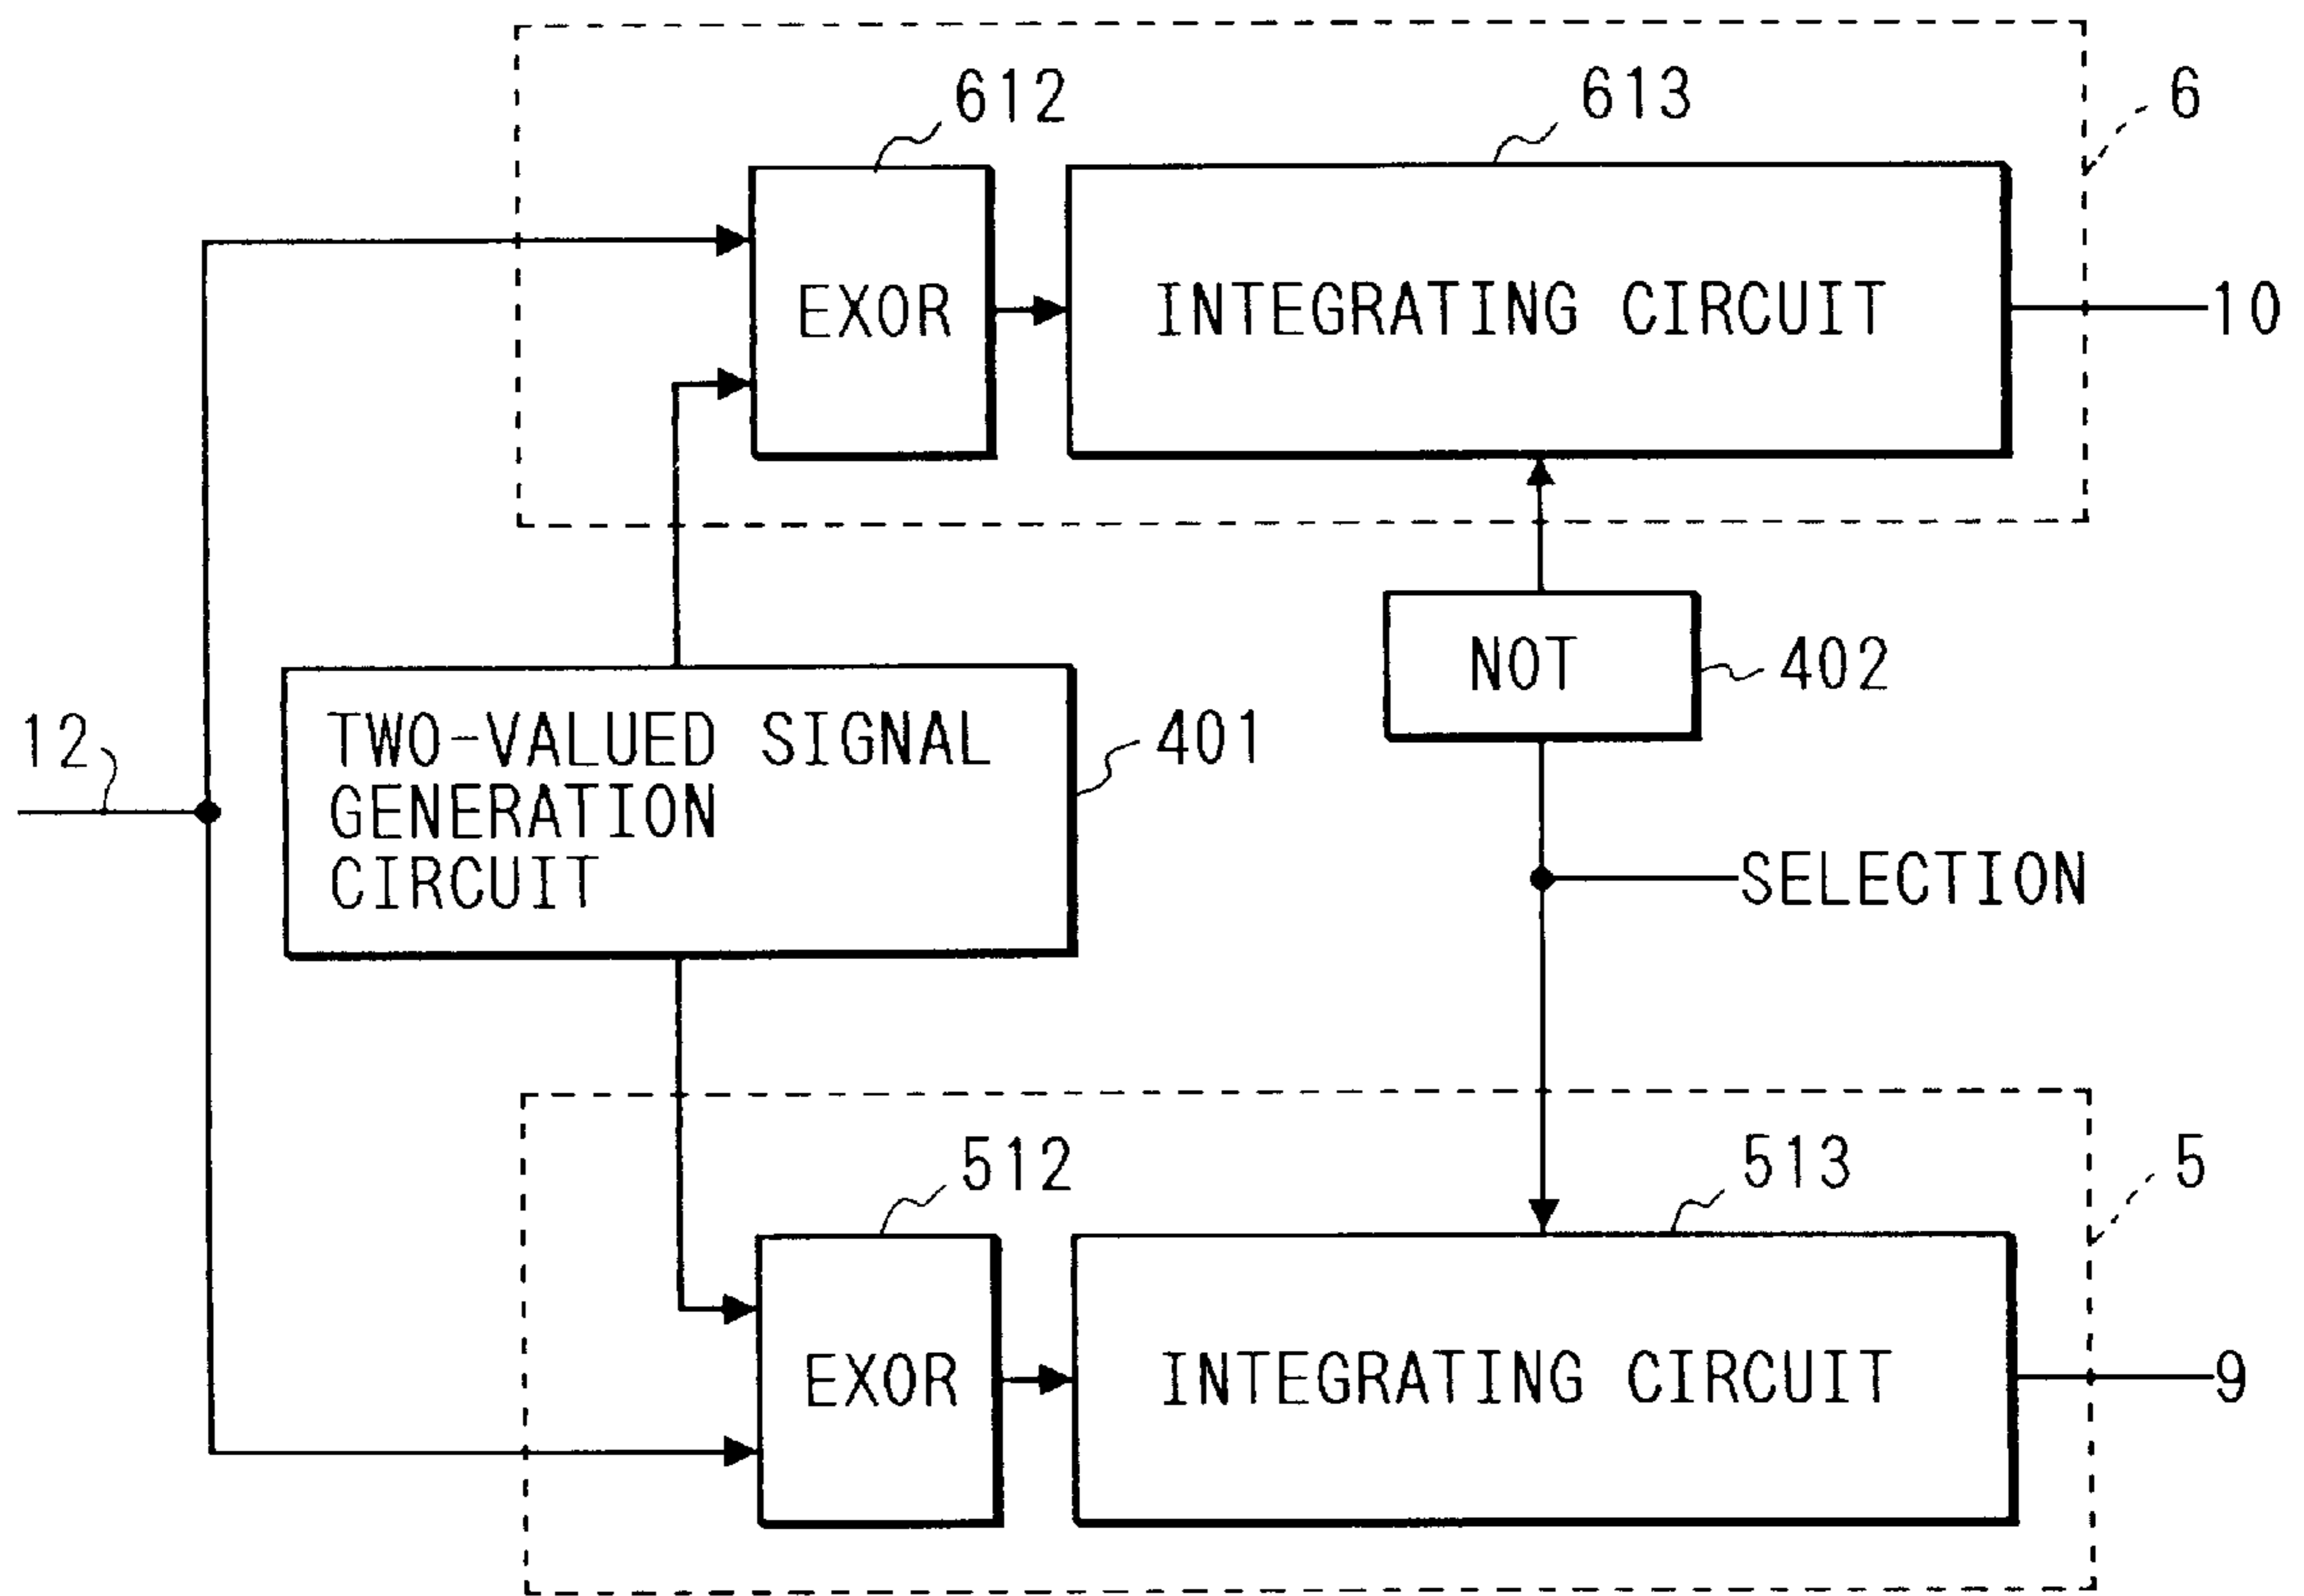 612
613
6
EXOR
INTEGRATING CIRCUIT
10
NOT
402
12
TWO-VALUED SIGNAL
GENERATION
CIRCUIT
401
SELECTION
512
513
5
EXOR
INTEGRATING CIRCUIT
9